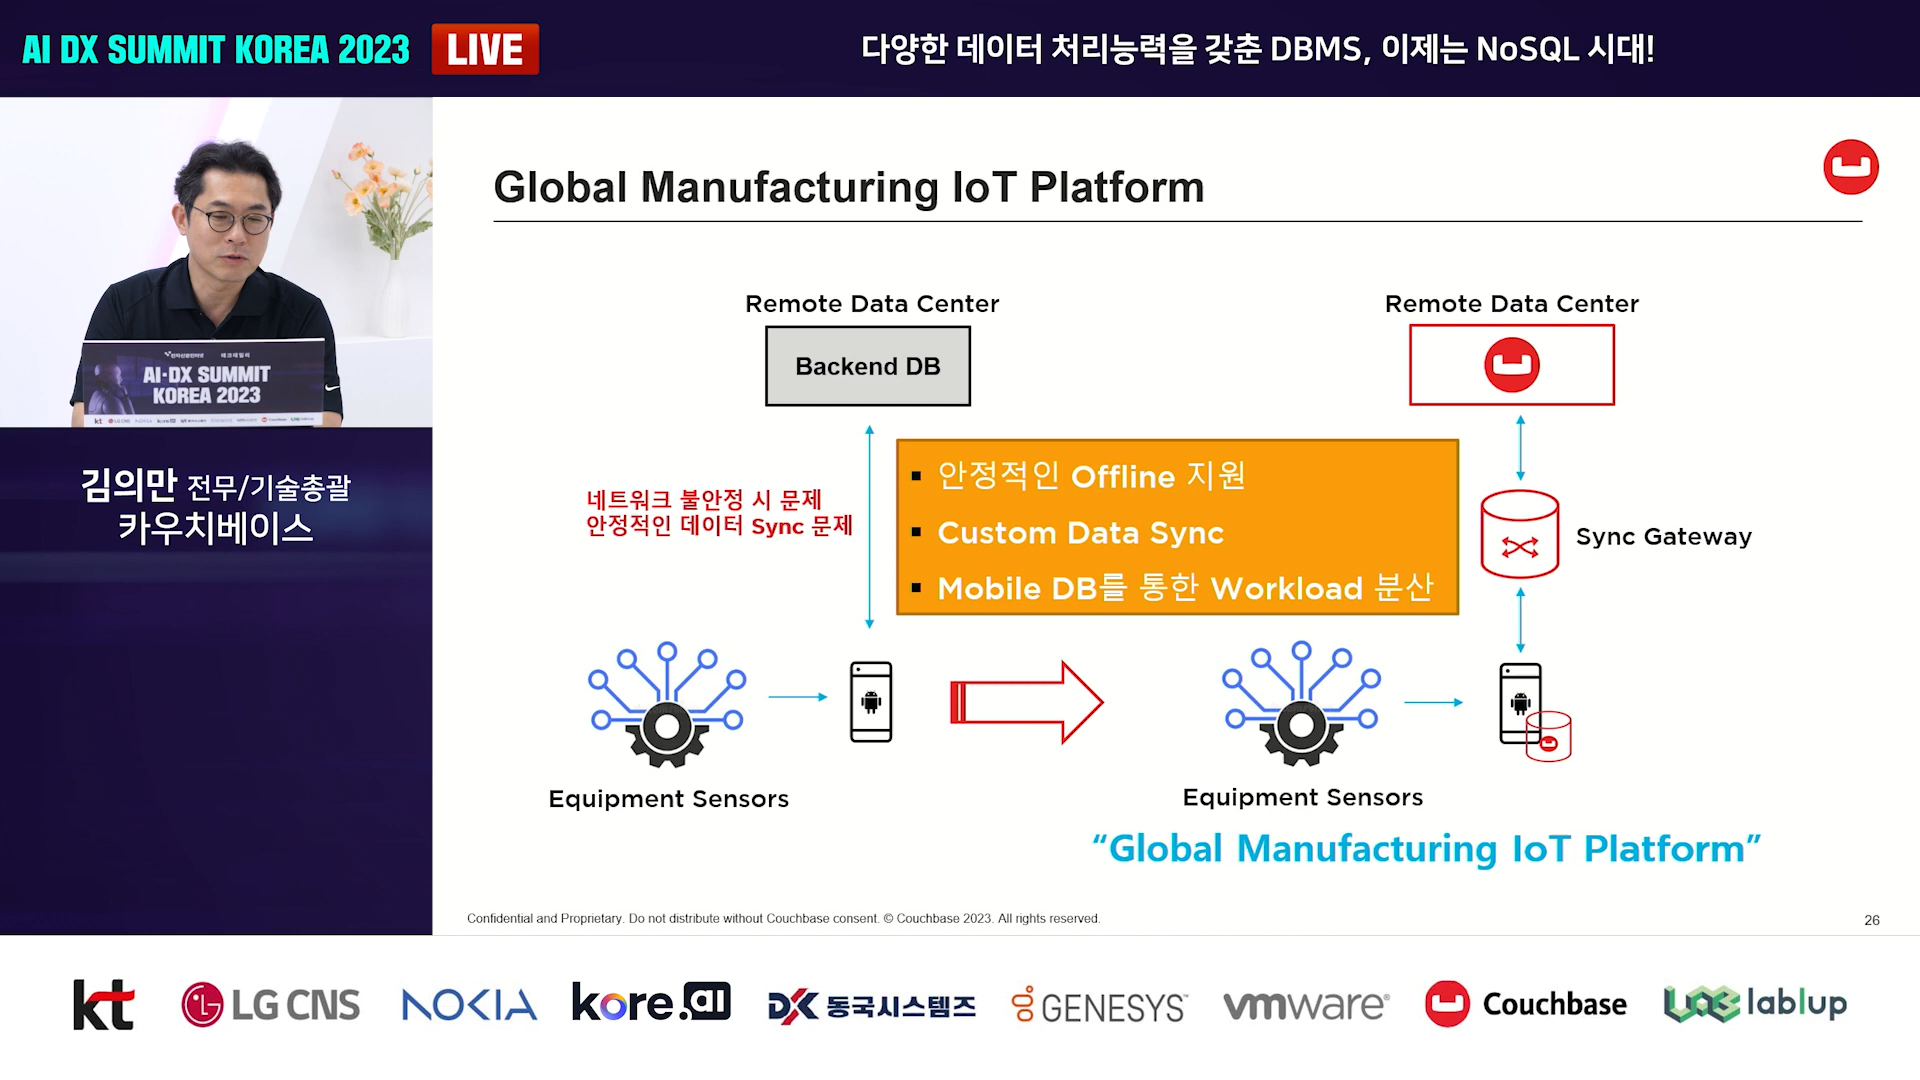 AI DX SUMMIT KOREA 2023
LIVE
다양한 데이터 처리능력을 갖춘 DBMS, 이제는 NoSQL 시대!
AI·DX SUMMIT
KOREA 2023
김의만 전무/기술총괄
카우치베이스
Global Manufacturing IoT Platform
Remote Data Center
Backend DB
네트워크 불안정 시 문제
안정적인 데이터 Sync 문제
Equipment Sensors
▪ 안정적인 Offline 지원
▪ Custom Data Sync
▪ Mobile DB를 통한 Workload 분산
Remote Data Center
Sync Gateway
Equipment Sensors
“Global Manufacturing IoT Platform”
Confidential and Proprietary. Do not distribute without Couchbase consent. © Couchbase 2023. All rights reserved.
26
kt
LG CNS
NOKIA
kore.ai
DK 동국시스템즈
GENESYS™
vmware®
Couchbase
lablup